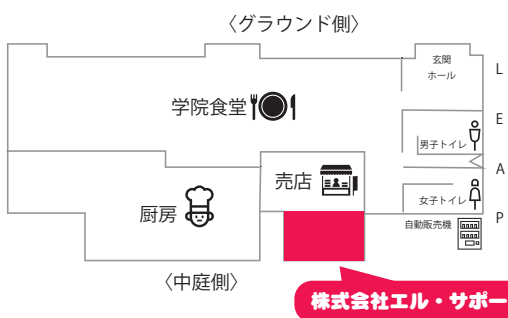 〈グラウンド側〉
玄関
ホール
L
学院食堂
E
男子トイレ
A
売店
女子トイレ
厨房
P
自動販売機
〈中庭側〉
株式会社エル・サポー